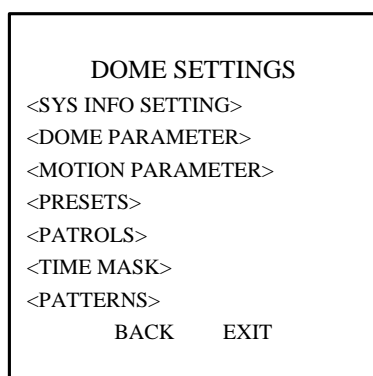 DOME SETTINGS
<SYS INFO SETTING>
<DOME PARAMETER>
<MOTION PARAMETER>
<PRESETS>
<PATROLS>
<TIME MASK>
<PATTERNS>
BACK EXIT